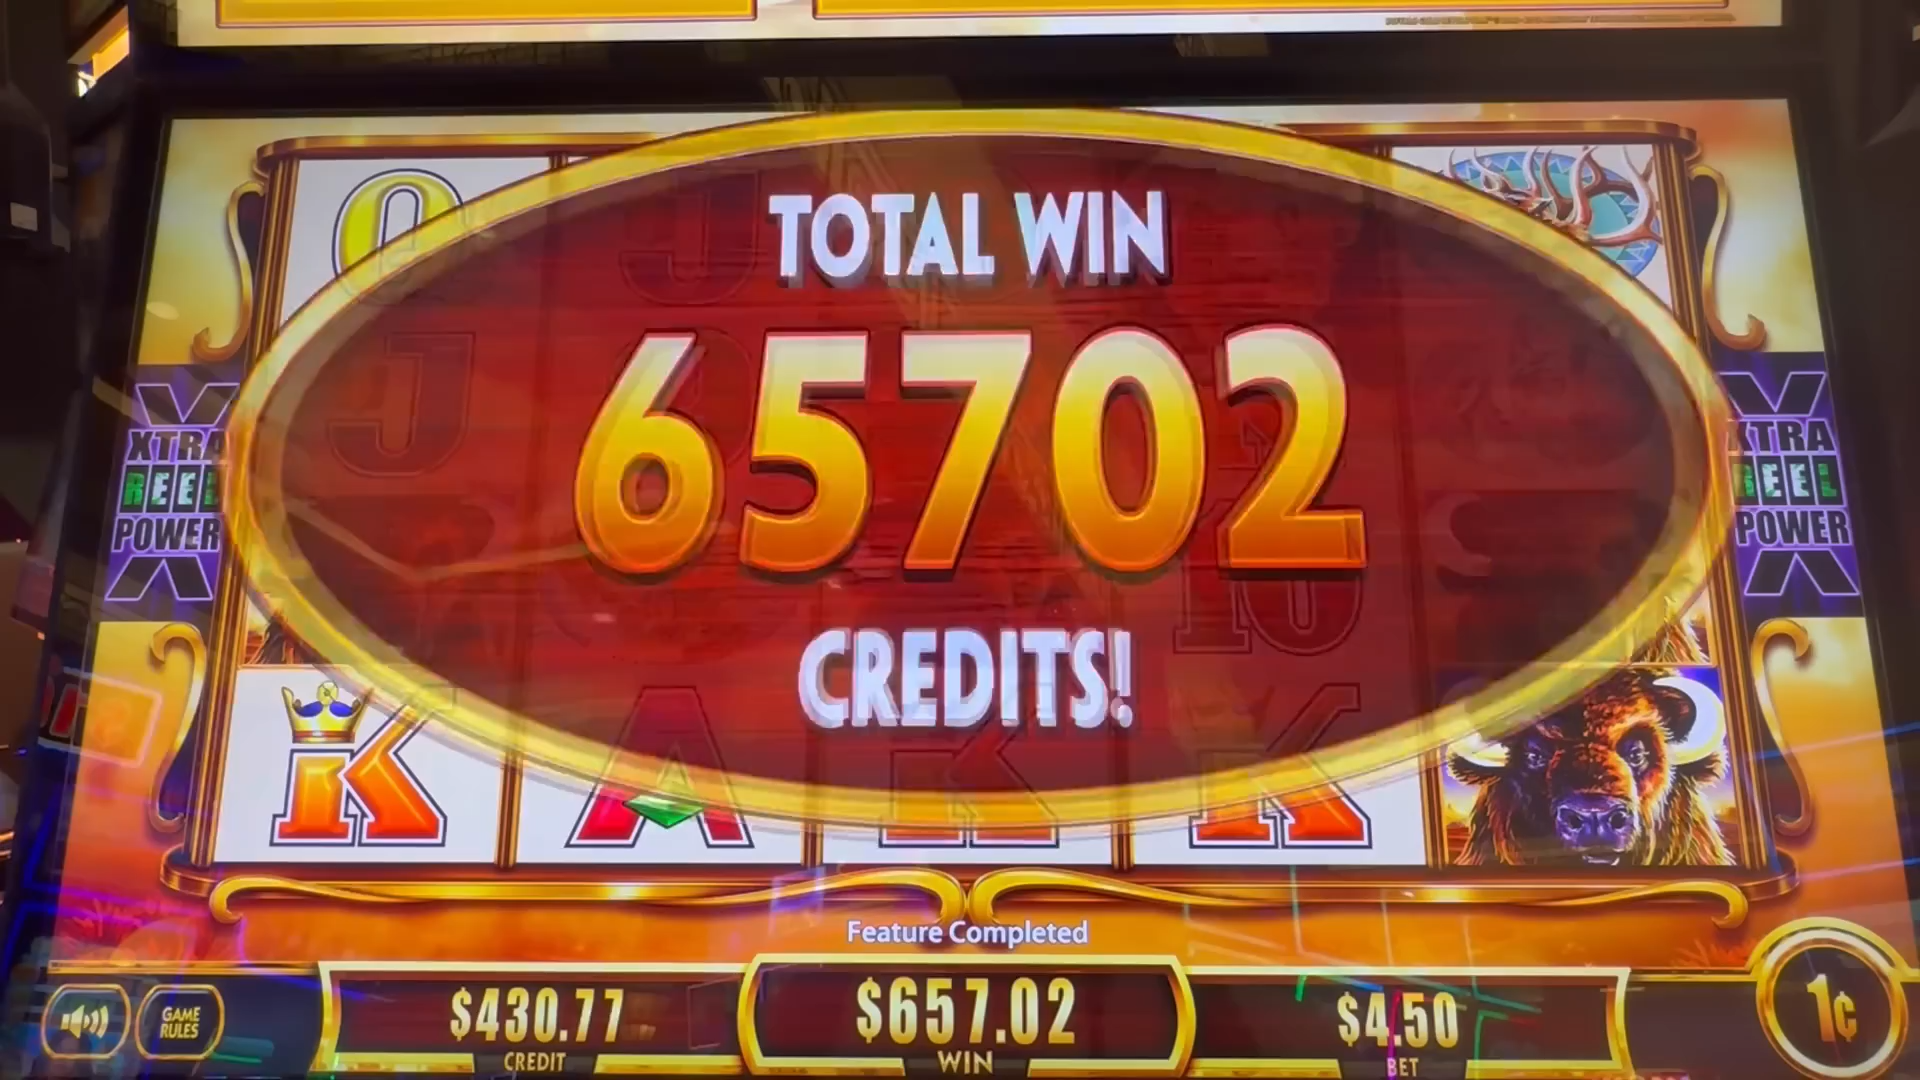 TOTAL WIN
65702
CREDITS!
XTRA
REEL
POWER
XTRA
REEL
POWER
Q
J
K
A
K
K
10
Feature Completed
GAME
RULES
$430.77
CREDIT
$657.02
WIN
$4.50
BET
1¢